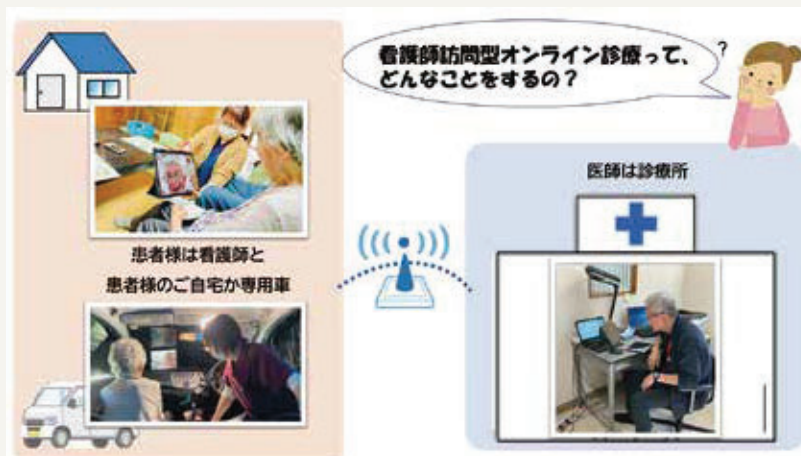 看護師訪問型オンライン診療って、
どんなことをするの？
?
医師は診療所
患者様は看護師と
患者様のご自宅か専用車